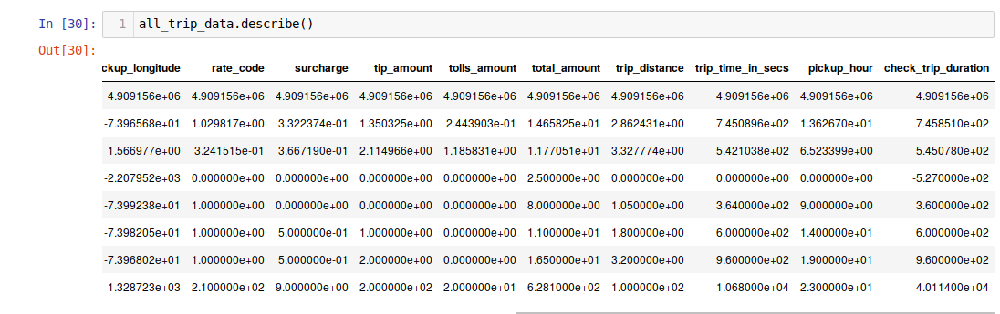 In [30]: 1 all_trip_data.describe()
Out[30]:
ckup_longitude rate_code surcharge tip_amount tolls_amount total_amount trip_distance trip_time_in_secs pickup_hour check_trip_duration
4.909156e+06 4.909156e+06 4.909156e+06 4.909156e+06 4.909156e+06 4.909156e+06 4.909156e+06 4.909156e+06 4.909156e+06 4.909156e+06
-7.396568e+01 1.029817e+00 3.322374e-01 1.350325e+00 2.443903e-01 1.465825e+01 2.862431e+00 7.450896e+02 1.362670e+01 7.458510e+02
1.566977e+00 3.241515e-01 3.667190e-01 2.114966e+00 1.185831e+00 1.177051e+01 3.327774e+00 5.421038e+02 6.523399e+00 5.450780e+02
-2.207952e+03 0.000000e+00 0.000000e+00 0.000000e+00 0.000000e+00 2.500000e+00 0.000000e+00 0.000000e+00 0.000000e+00 -5.270000e+02
-7.399238e+01 1.000000e+00 0.000000e+00 0.000000e+00 0.000000e+00 8.000000e+00 1.050000e+00 3.640000e+02 9.000000e+00 3.600000e+02
-7.398205e+01 1.000000e+00 5.000000e-01 1.000000e+00 0.000000e+00 1.100000e+01 1.800000e+00 6.000000e+02 1.400000e+01 6.000000e+02
-7.396802e+01 1.000000e+00 5.000000e-01 2.000000e+00 0.000000e+00 1.650000e+01 3.200000e+00 9.600000e+02 1.900000e+01 9.600000e+02
1.328723e+03 2.100000e+02 9.000000e+00 2.000000e+02 2.000000e+01 6.281000e+02 1.000000e+02 1.068000e+04 2.300000e+01 4.011400e+04